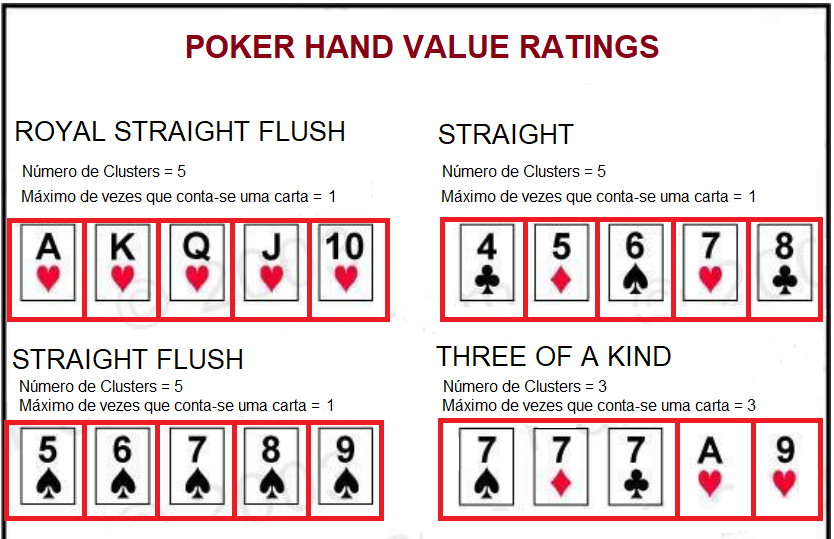 POKER HAND VALUE RATINGS
ROYAL STRAIGHT FLUSH
Número de Clusters = 5
Máximo de vezes que conta-se uma carta = 1
A K Q J 10
STRAIGHT
Número de Clusters = 5
Máximo de vezes que conta-se uma carta = 1
4 5 6 7 8
STRAIGHT FLUSH
Número de Clusters = 5
Máximo de vezes que conta-se uma carta = 1
5 6 7 8 9
THREE OF A KIND
Número de Clusters = 3
Máximo de vezes que conta-se uma carta = 3
7 7 7 A 9